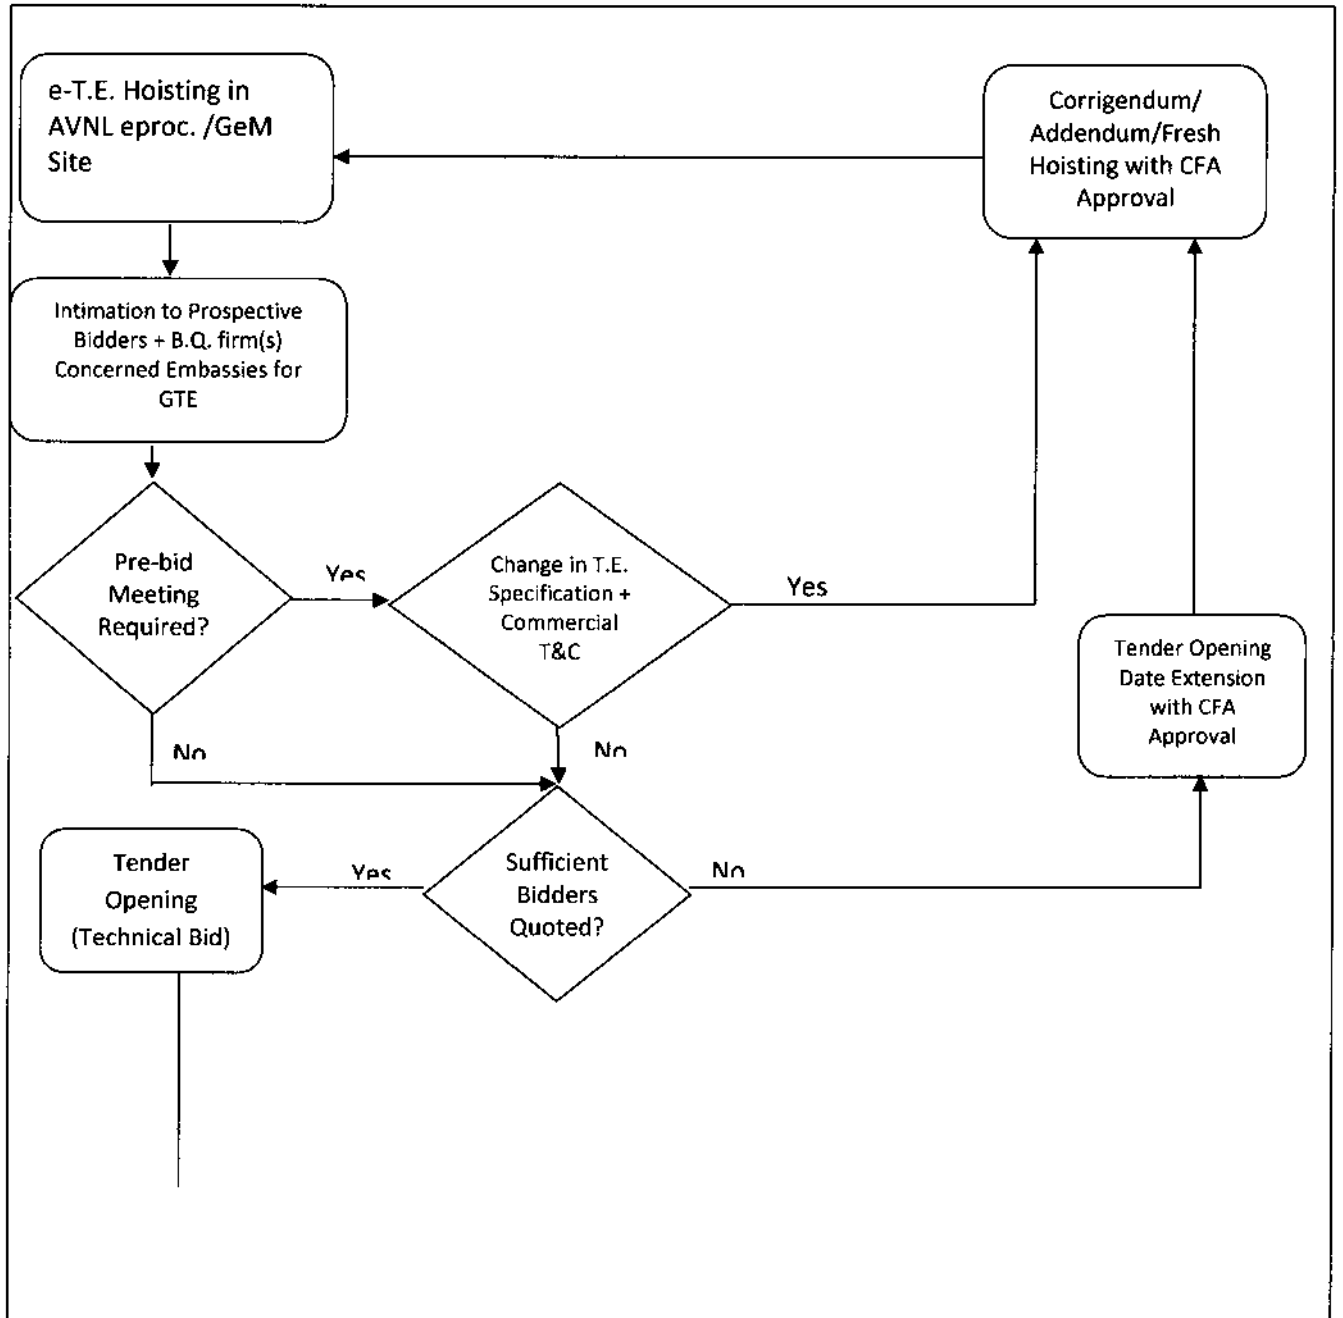 e-T.E. Hoisting in
AVNL eproc. /GeM
Site
Corrigendum/
Addendum/Fresh
Hoisting with CFA
Approval
Intimation to Prospective
Bidders + B.Q. firm(s)
Concerned Embassies for
GTE
Pre-bid
Meeting
Required?
Yes
Change in T.E.
Specification +
Commercial
T&C
Yes
Tender Opening
Date Extension
with CFA
Approval
No
No
Tender
Opening
(Technical Bid)
Yes
Sufficient
Bidders
Quoted?
No